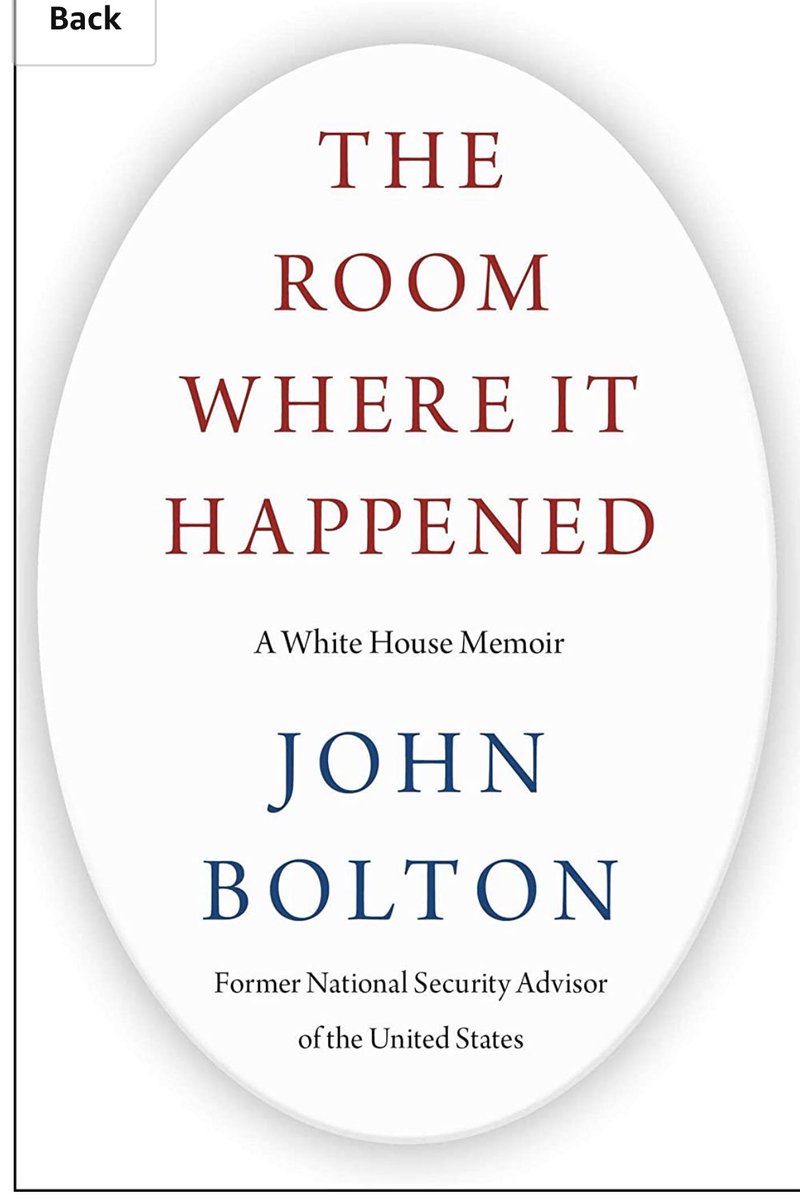 Back
THE
ROOM
WHERE IT
HAPPENED
A White House Memoir
JOHN
BOLTON
Former National Security Advisor
of the United States